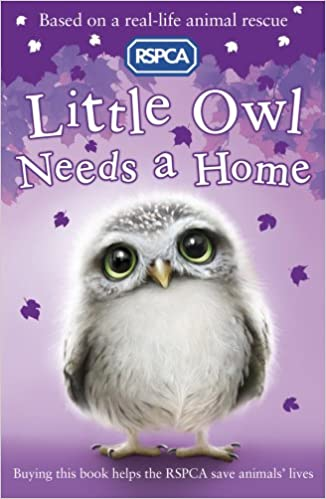 Based on a real-life animal rescue
RSPCA
Little Owl
Needs a Home
Buying this book helps the RSPCA save animals' lives